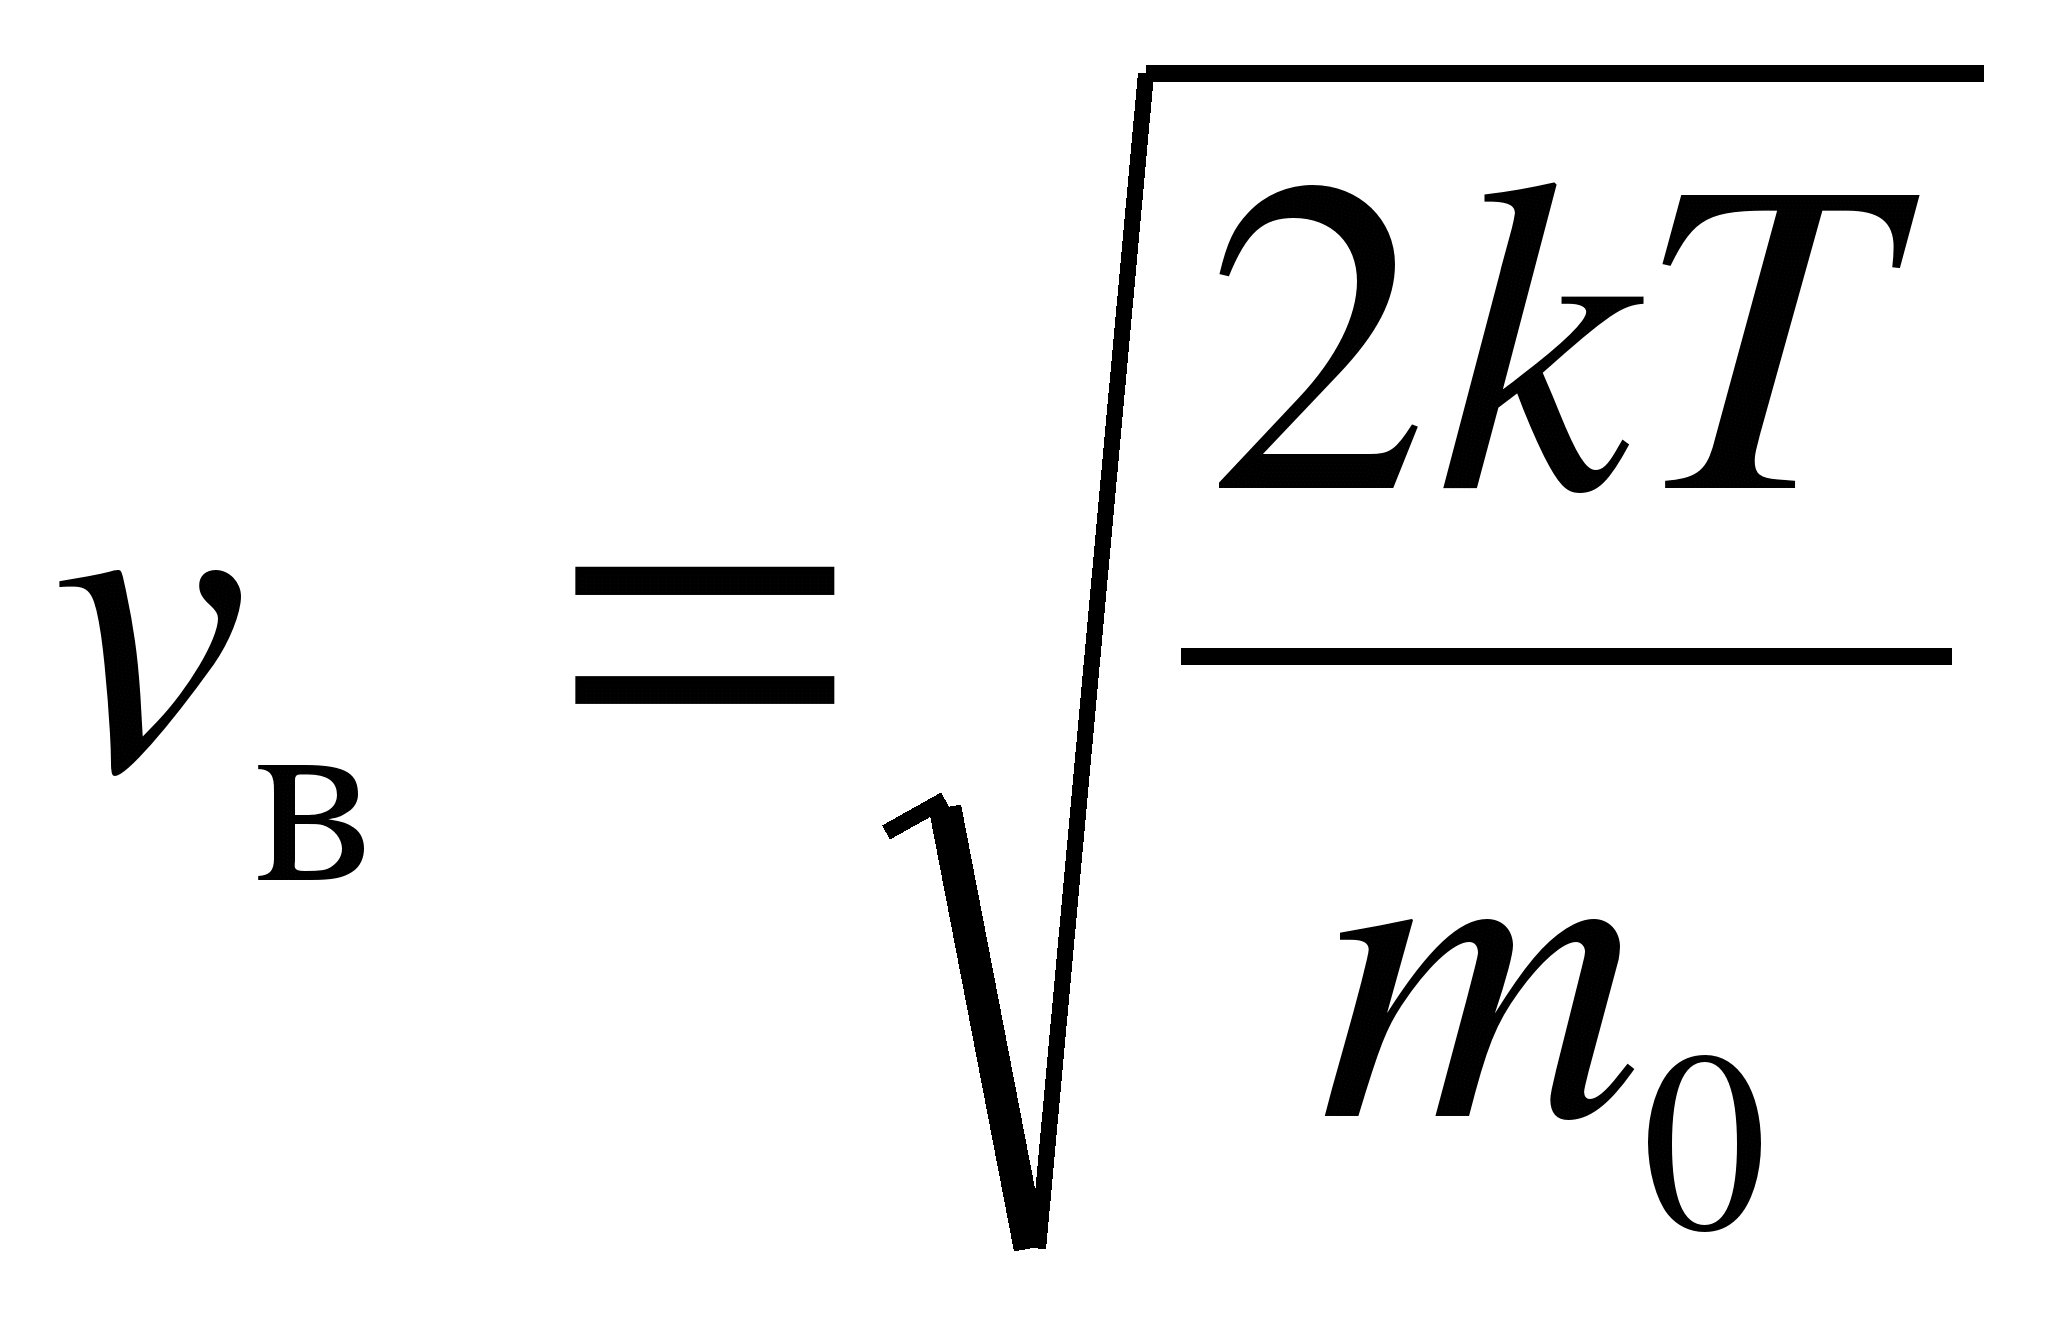 v_в = √(2kT / m_0)